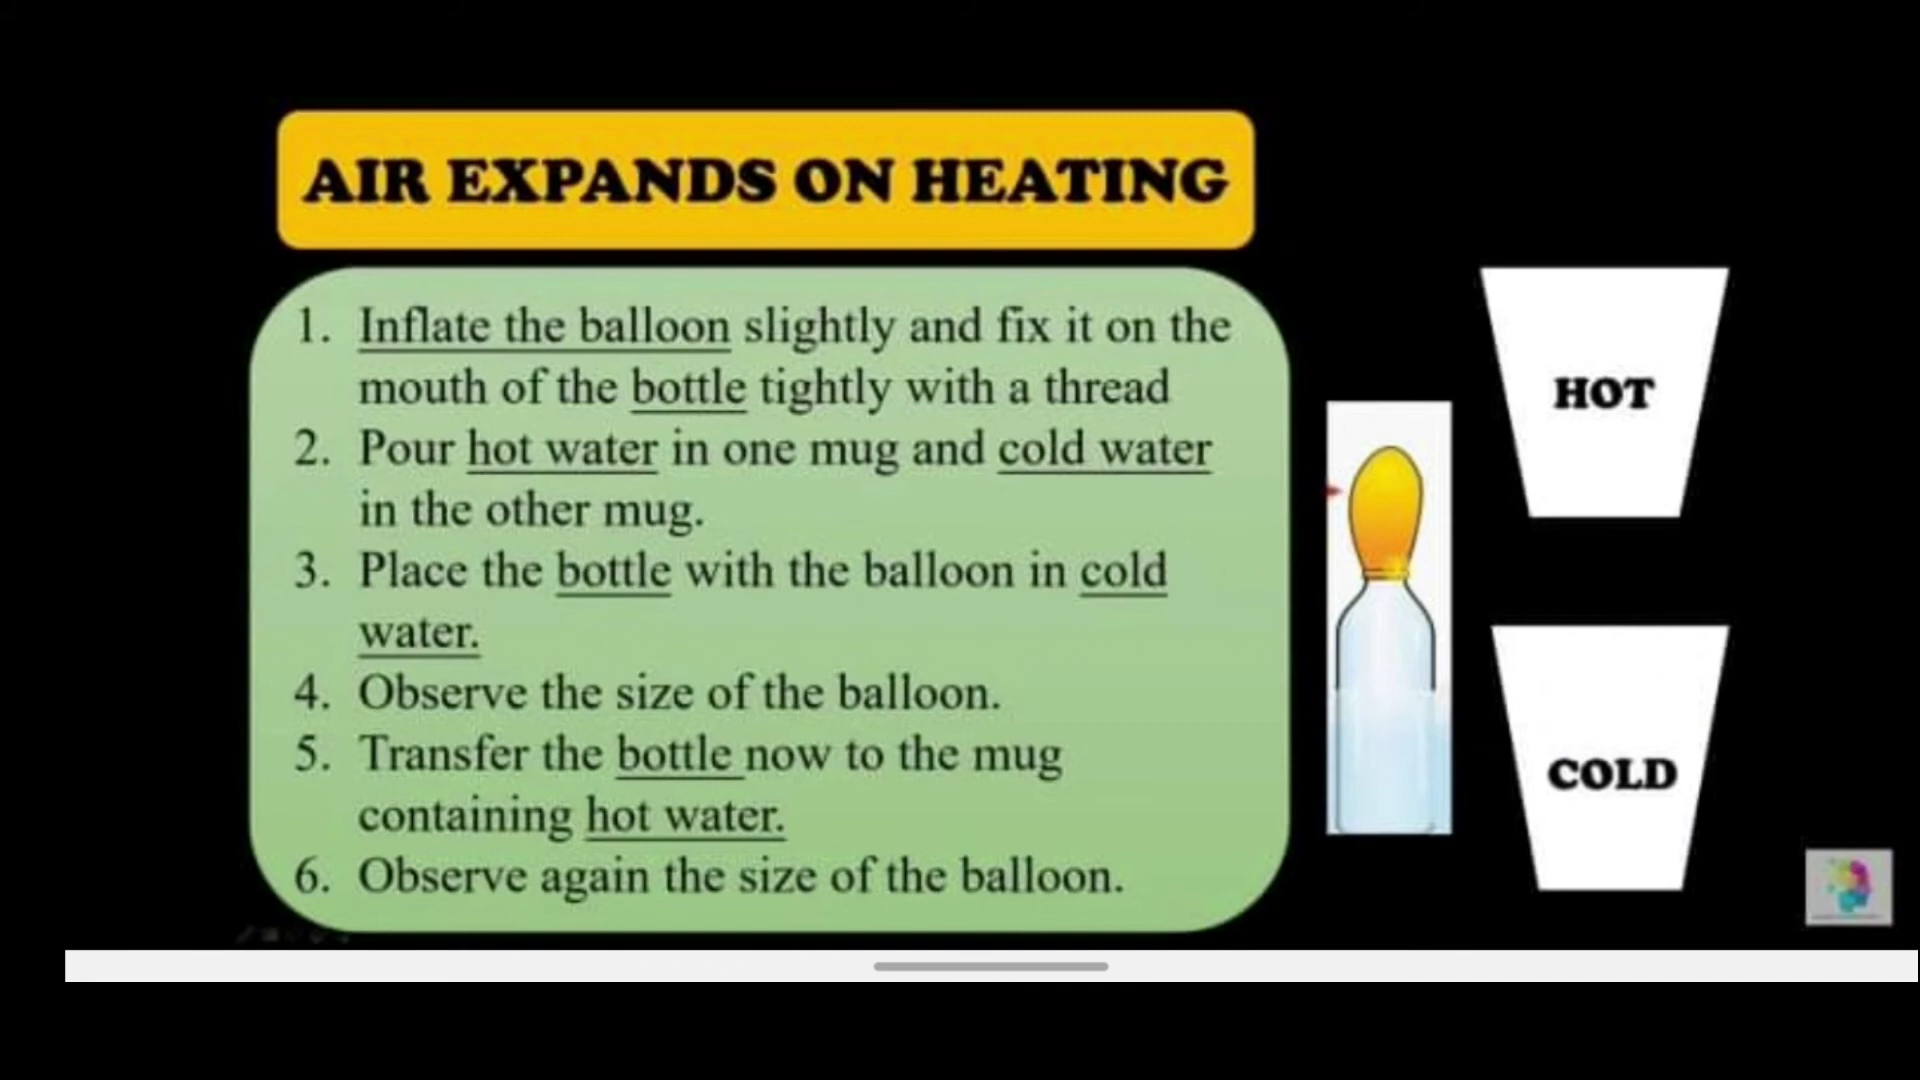 AIR EXPANDS ON HEATING
1. Inflate the balloon slightly and fix it on the
mouth of the bottle tightly with a thread
2. Pour hot water in one mug and cold water
in the other mug.
3. Place the bottle with the balloon in cold
water.
4. Observe the size of the balloon.
5. Transfer the bottle now to the mug
containing hot water.
6. Observe again the size of the balloon.
HOT
COLD